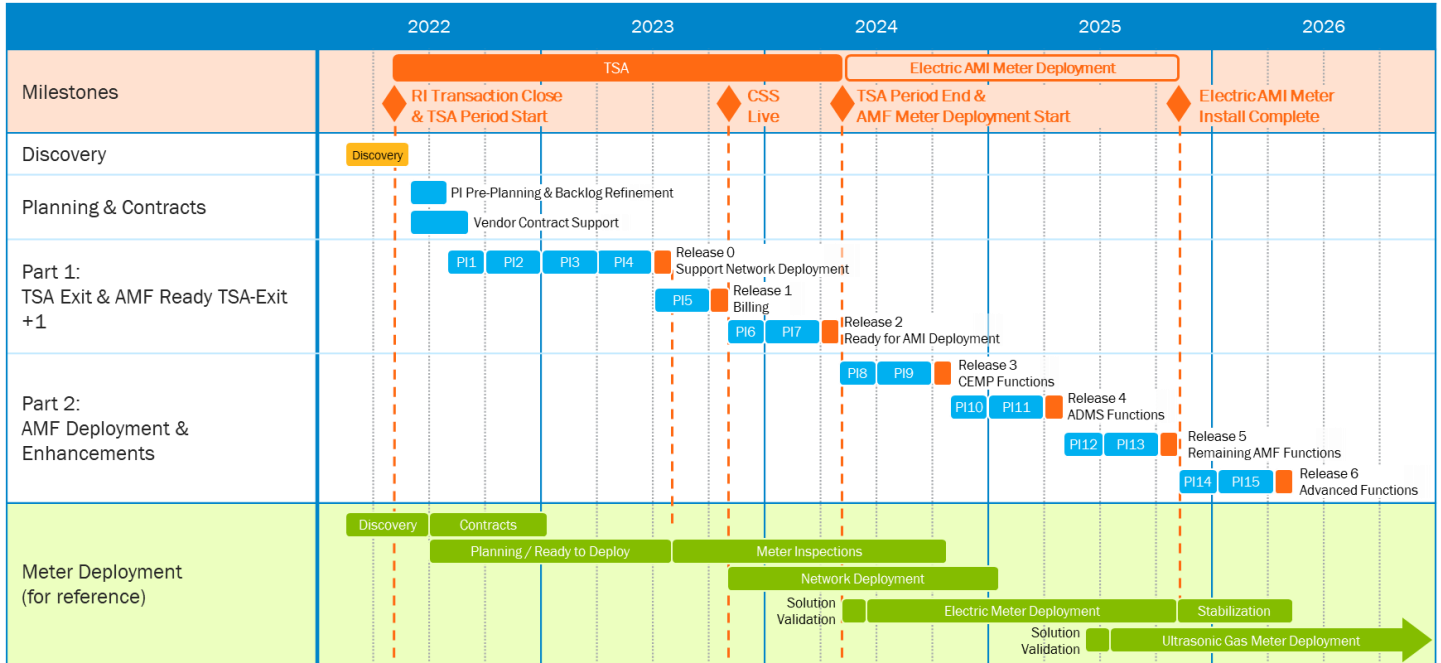 2022 2023 2024 2025 2026
Milestones
TSA
Electric AMI Meter Deployment
RI Transaction Close
& TSA Period Start
CSS
Live
TSA Period End &
AMF Meter Deployment Start
Electric AMI Meter
Install Complete
Discovery
Discovery
Planning & Contracts
PI Pre-Planning & Backlog Refinement
Vendor Contract Support
Part 1:
TSA Exit & AMF Ready TSA-Exit
+1
PI1 PI2 PI3 PI4
Release 0
Support Network Deployment
PI5
Release 1
Billing
PI6 PI7
Release 2
Ready for AMI Deployment
Part 2:
AMF Deployment &
Enhancements
PI8 PI9
Release 3
CEMP Functions
PI10 PI11
Release 4
ADMS Functions
PI12 PI13
Release 5
Remaining AMF Functions
PI14 PI15
Release 6
Advanced Functions
Meter Deployment
(for reference)
Discovery Contracts
Planning / Ready to Deploy Meter Inspections
Network Deployment
Solution
Validation
Electric Meter Deployment Stabilization
Solution
Validation
Ultrasonic Gas Meter Deployment